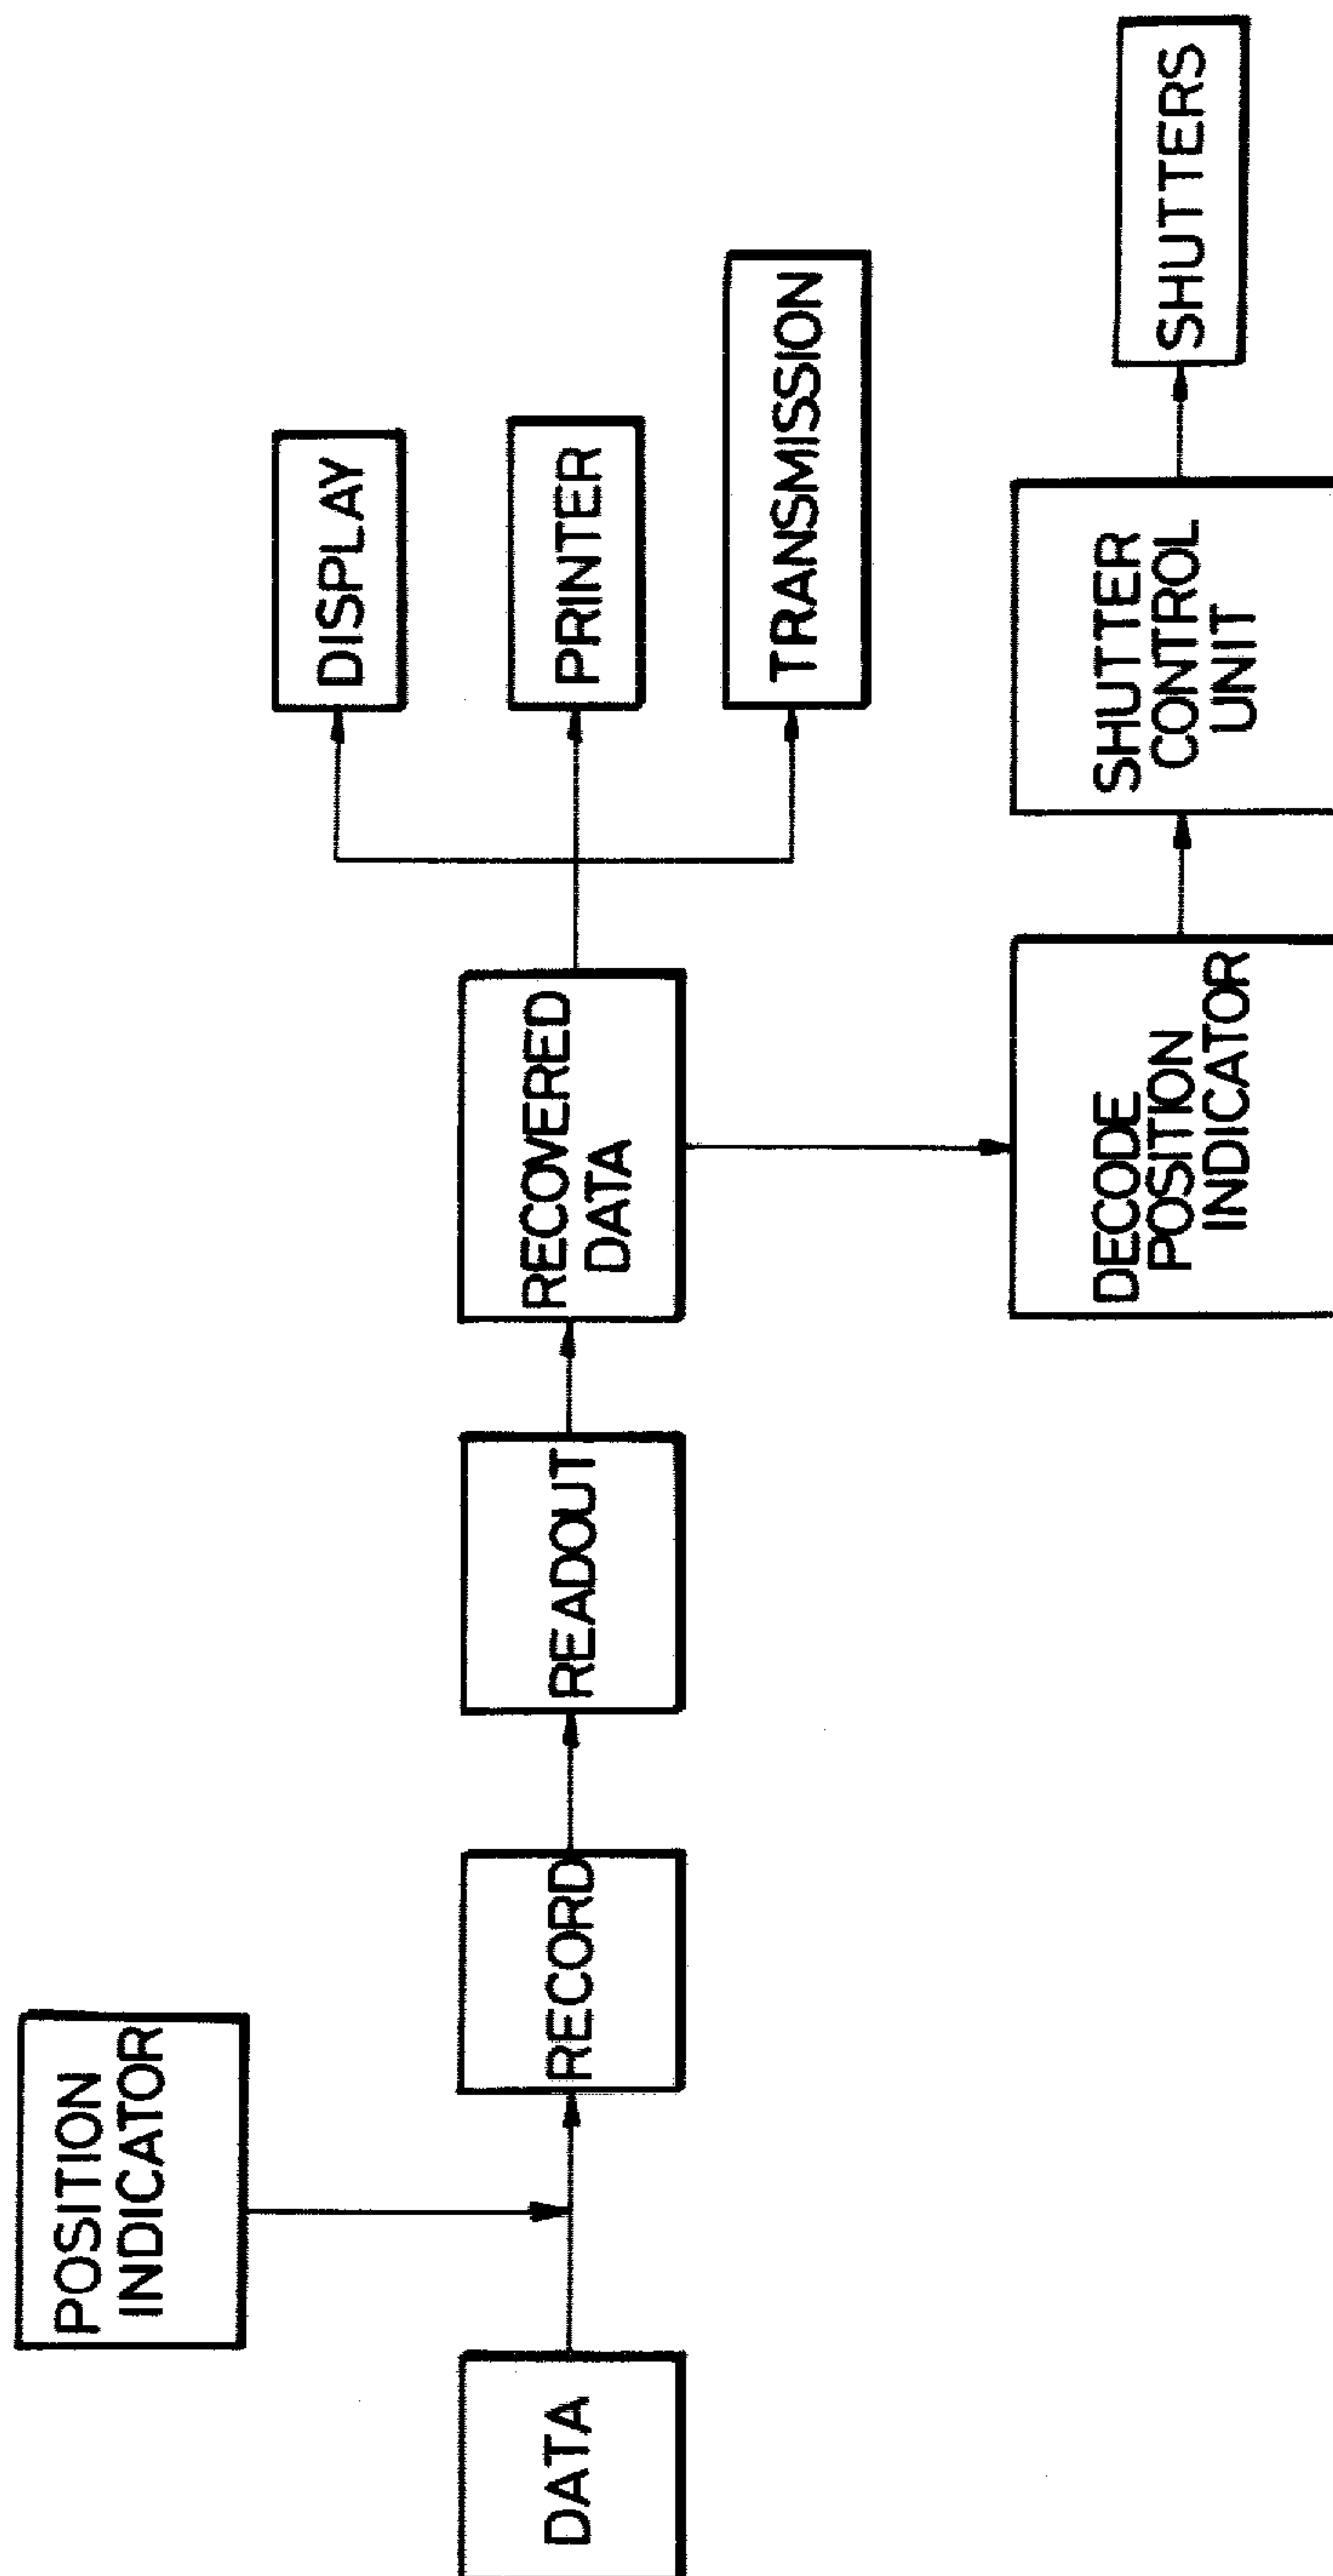 POSITION
INDICATOR
DATA
RECORD
READOUT
RECOVERED
DATA
DISPLAY
PRINTER
TRANSMISSION
DECODE
POSITION
INDICATOR
SHUTTER
CONTROL
UNIT
SHUTTERS